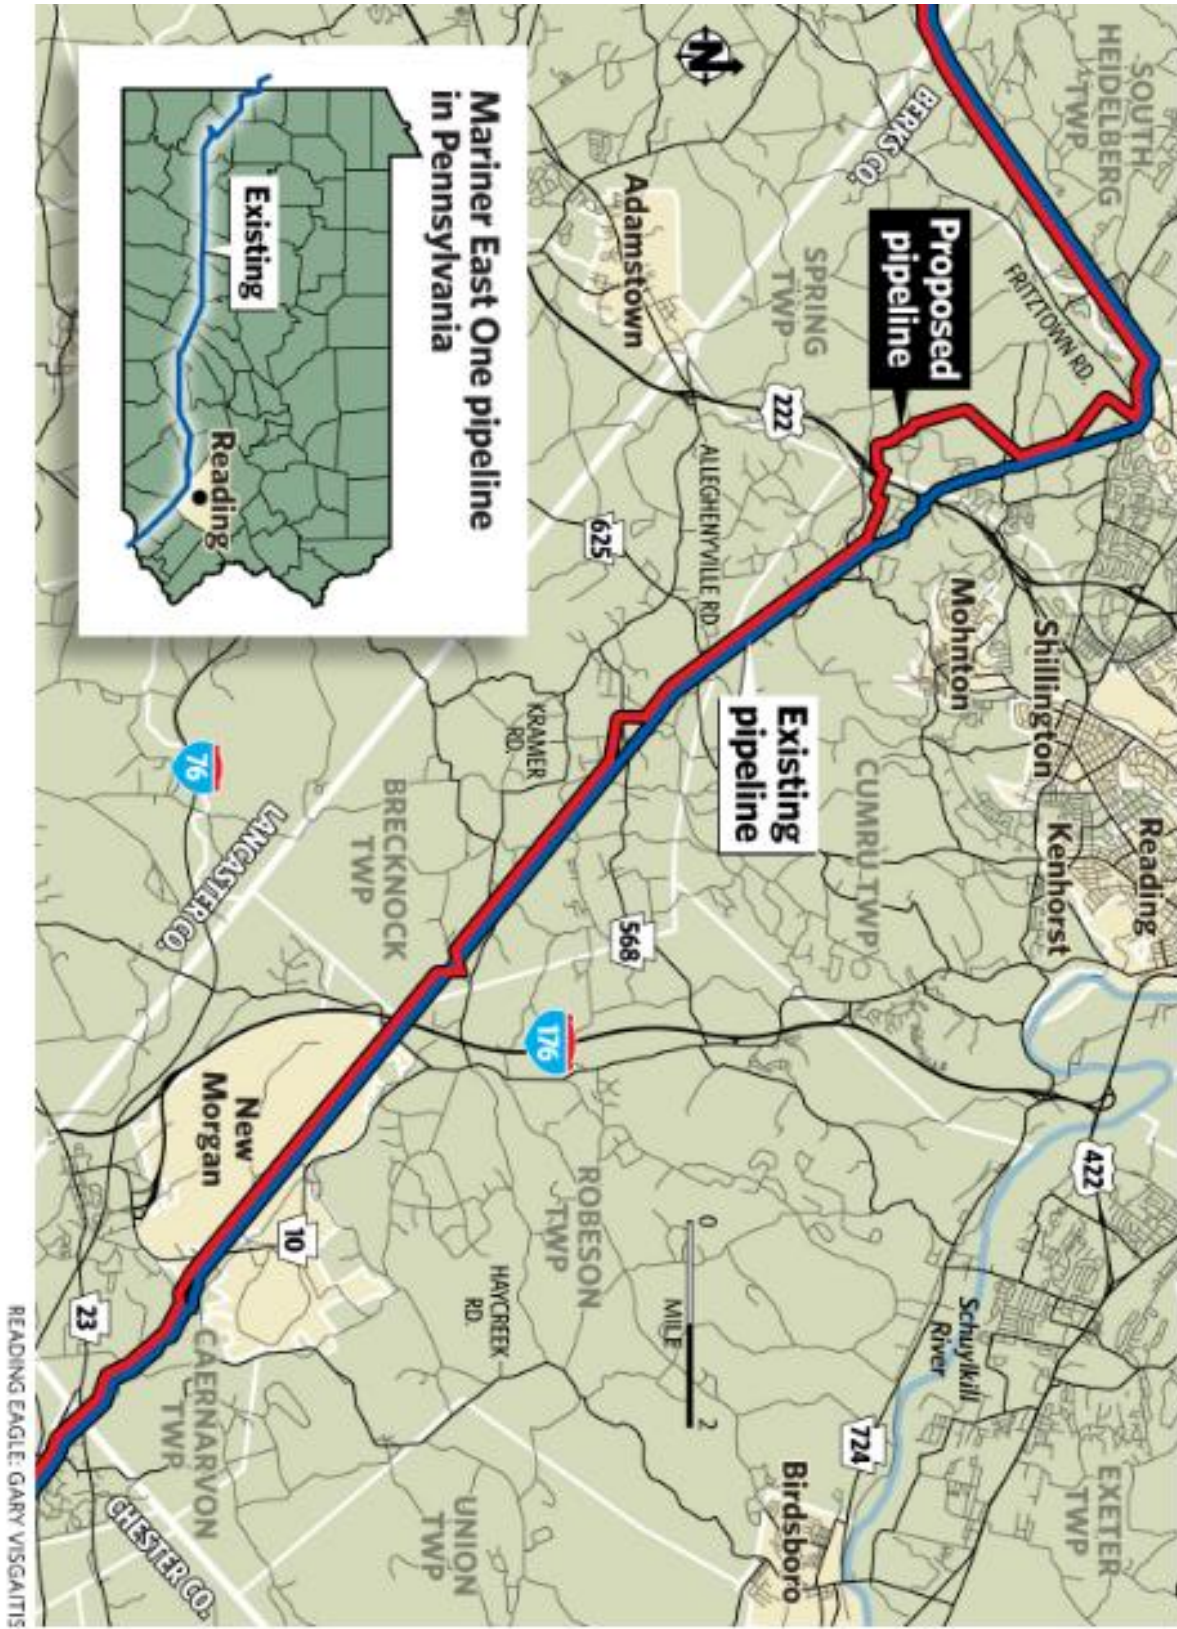 SOUTH
HEIDELBERG
TWP
Reading
EXETER
TWP
422
FRITZTOWN RD.
Shillington
Kenhorst
Mohnton
Schuylkill
River
BERKS CO.
Proposed
pipeline
CUMRU TWP
724
SPRING
TWP
222
Existing
pipeline
Birdsboro
N
ALLEGHENYVILLE RD.
0
2
MILE
Adamstown
625
568
ROBESON
TWP
176
KRAMER
RD.
HAYCREEK
RD.
Mariner East One pipeline
in Pennsylvania
Existing
Reading
BRECKNOCK
TWP
UNION
TWP
10
New
Morgan
76
LANCASTER CO.
CAERNARVON
TWP
CHESTER CO.
23
READING EAGLE: GARY VISGAITIS